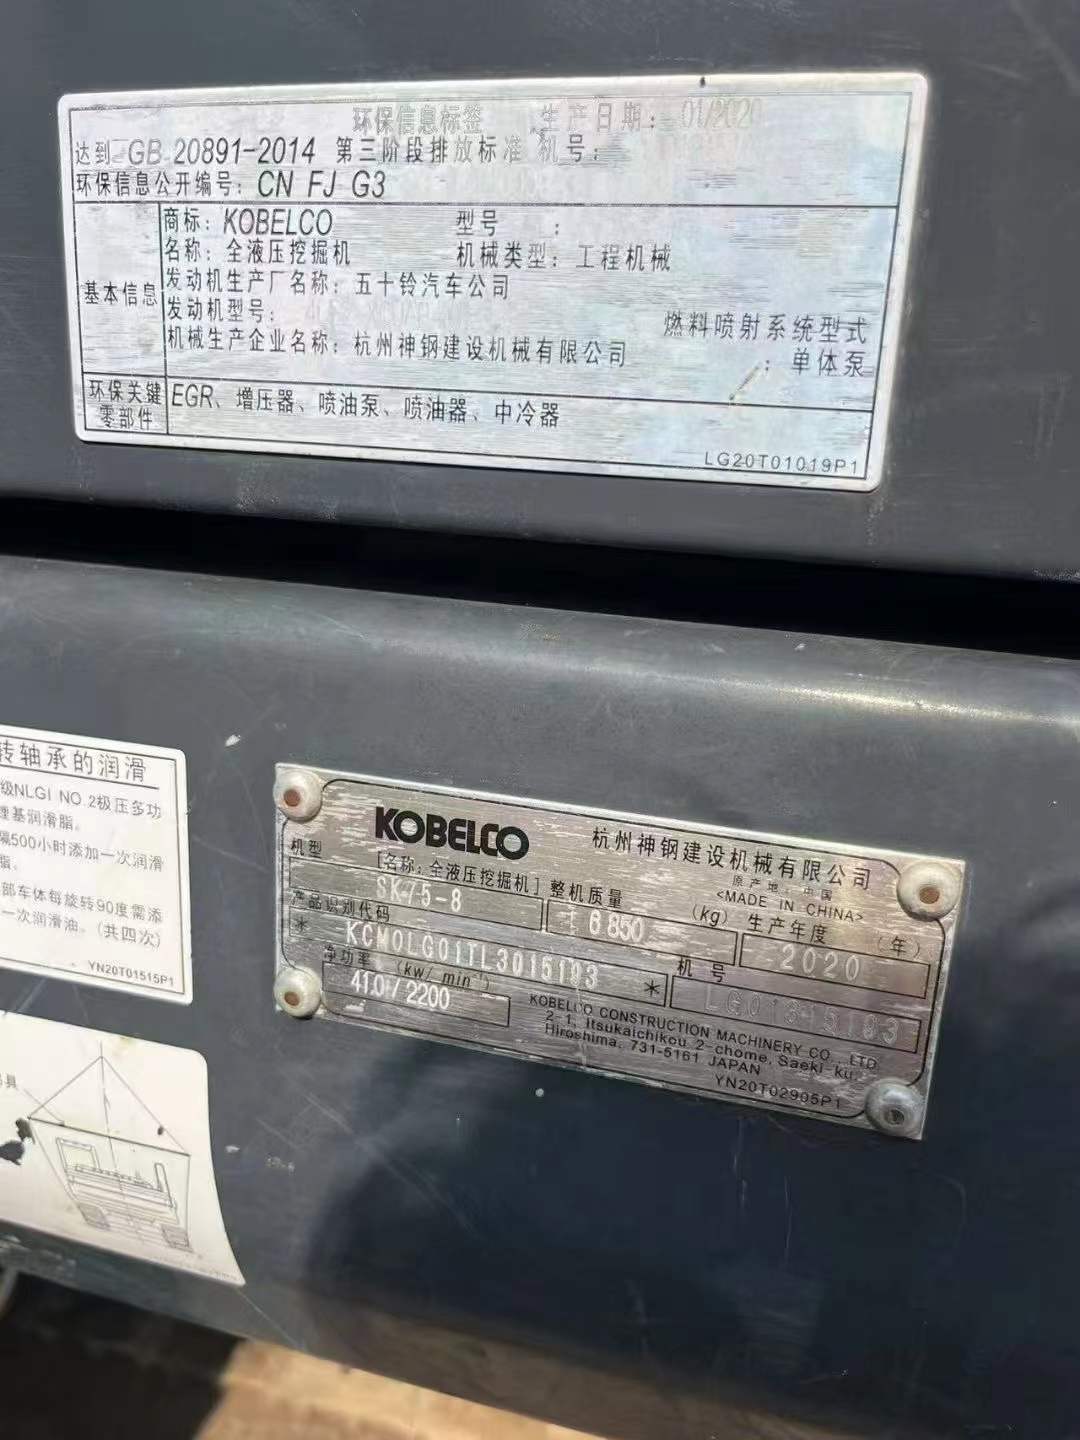 环保信息标签 生产日期: 01/2020
达到 GB 20891-2014 第三阶段排放标准 机号:
环保信息公开编号: CN FJ G3
基本信息
商标: KOBELCO 型号 :
名称: 全液压挖掘机 机械类型: 工程机械
发动机生产厂名称: 五十铃汽车公司
发动机型号:
燃料喷射系统型式
机械生产企业名称: 杭州神钢建设机械有限公司 : 单体泵
环保关键
零部件
EGR、增压器、喷油泵、喷油器、中冷器
LG20T01019P1
转轴承的润滑
级NLGI NO.2极压多功
锂基润滑脂。
隔500小时添加一次润滑
脂。
部车体每旋转90度需添
一次润滑油。(共四次)
YN20T01515P1
吊具
KOBELCO 杭州神钢建设机械有限公司
原产地: 中国
<MADE IN CHINA>
机型 [名称: 全液压挖掘机] 整机质量 (kg) 生产年度 (年)
SK75-8 6850 2020
产品识别代码 机号
* KCM0LG01TL3015183 * LG01315183
净功率 (kw/ min⁻¹)
41.0/2200
KOBELCO CONSTRUCTION MACHINERY CO., LTD.
2-1, Itsukaichikou 2-chome, Saeki-ku,
Hiroshima, 731-5161 JAPAN
YN20T02905P1